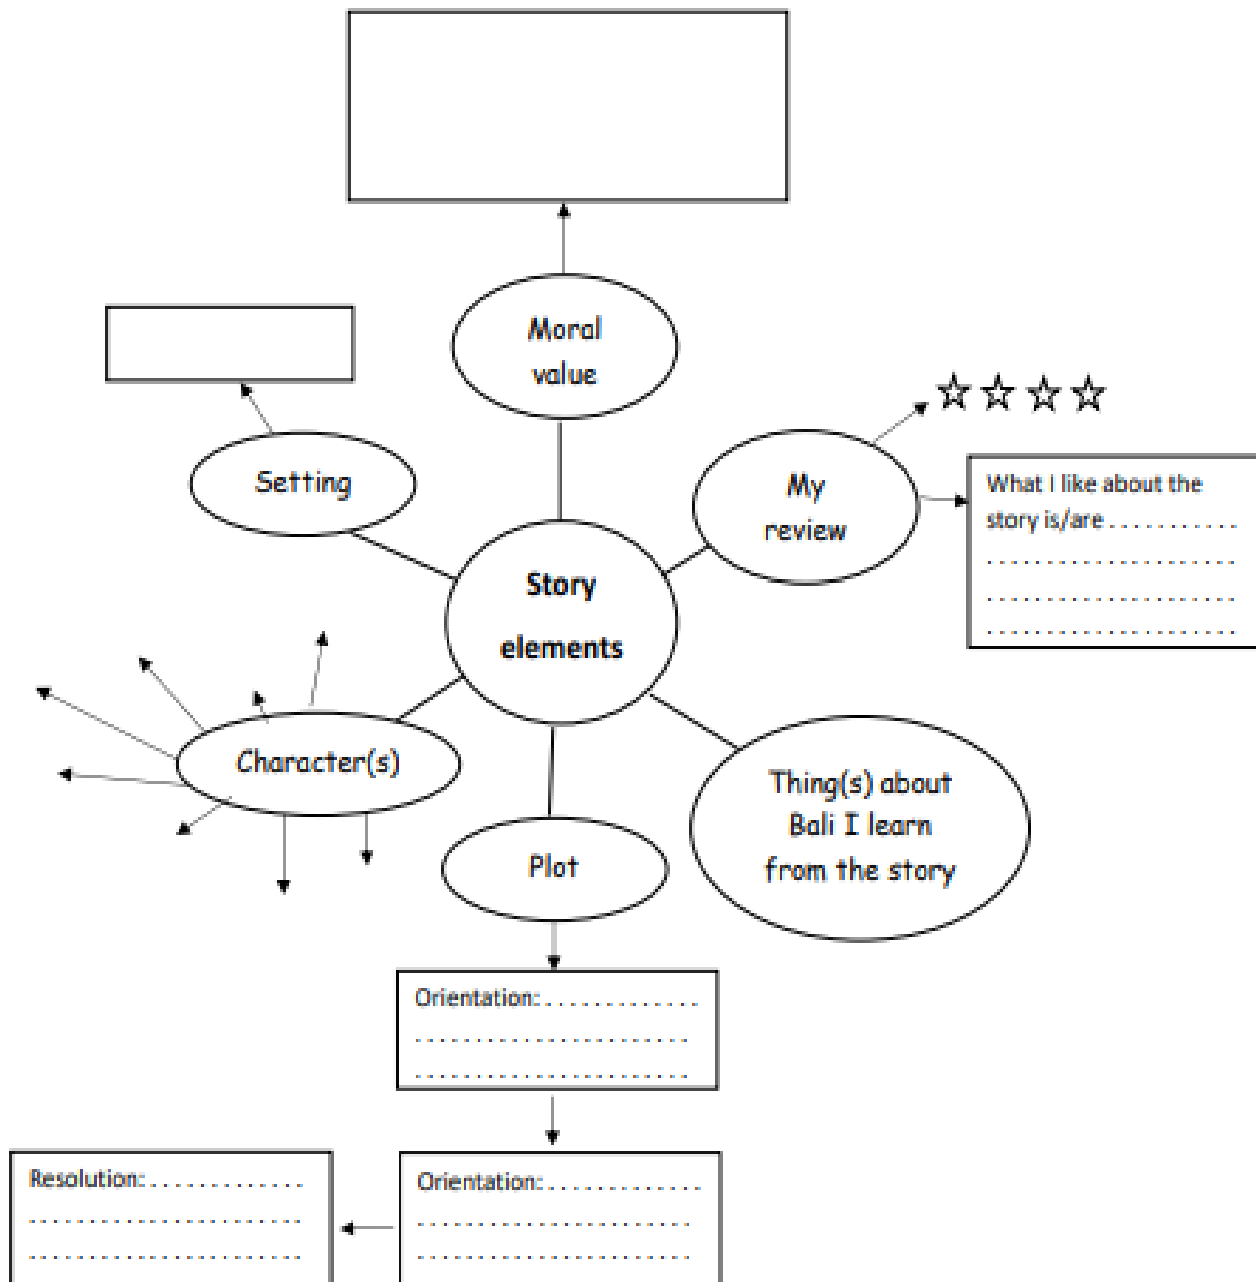 Moral
value
Setting
My
review
What I like about the
story is/are . . . . . . . . . . .
. . . . . . . . . . . . . . . . . . . . .
. . . . . . . . . . . . . . . . . . . . .
. . . . . . . . . . . . . . . . . . . . .
Story
elements
Character(s)
Thing(s) about
Bali I learn
from the story
Plot
Orientation: . . . . . . . . . . . . .
. . . . . . . . . . . . . . . . . . . . . . .
. . . . . . . . . . . . . . . . . . . . . . .
Resolution: . . . . . . . . . . . . .
. . . . . . . . . . . . . . . . . . . . . . .
. . . . . . . . . . . . . . . . . . . . . . .
Orientation: . . . . . . . . . . . . .
. . . . . . . . . . . . . . . . . . . . . . .
. . . . . . . . . . . . . . . . . . . . . . .